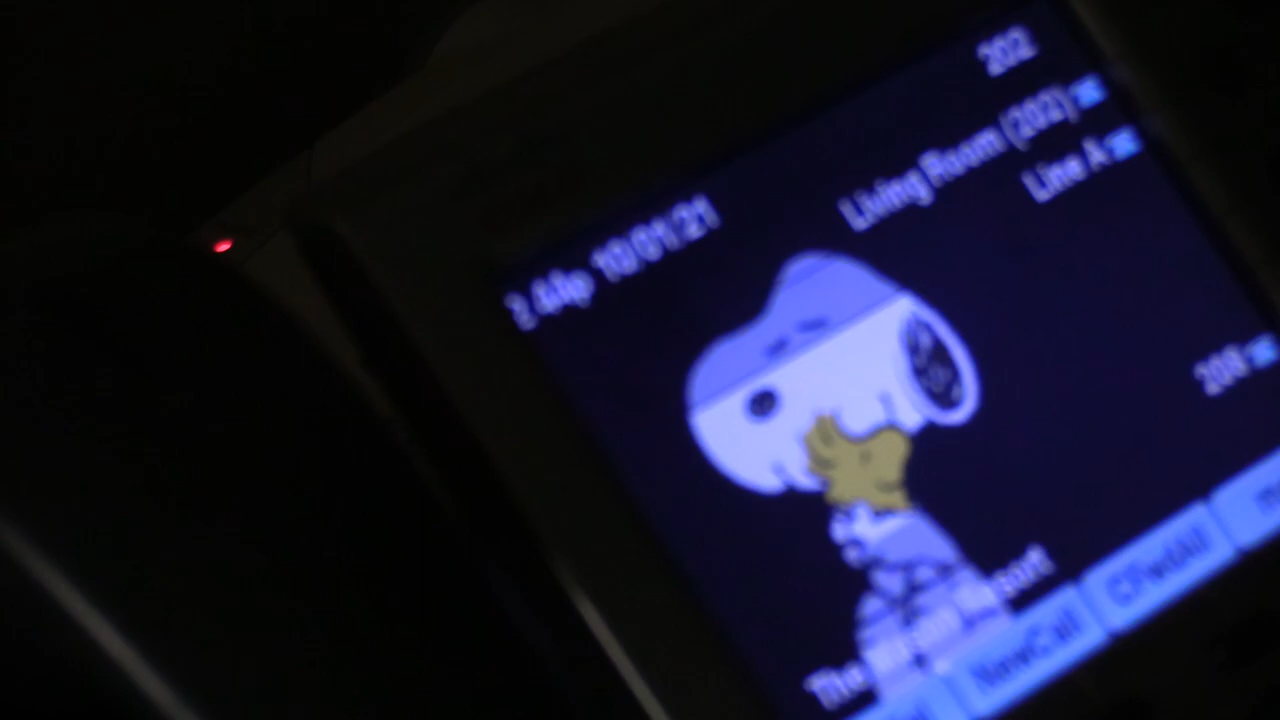 202
2 44p 10/01/21
Living Room (202)
Line A
208
The Resort
NewCall
CFwdAll